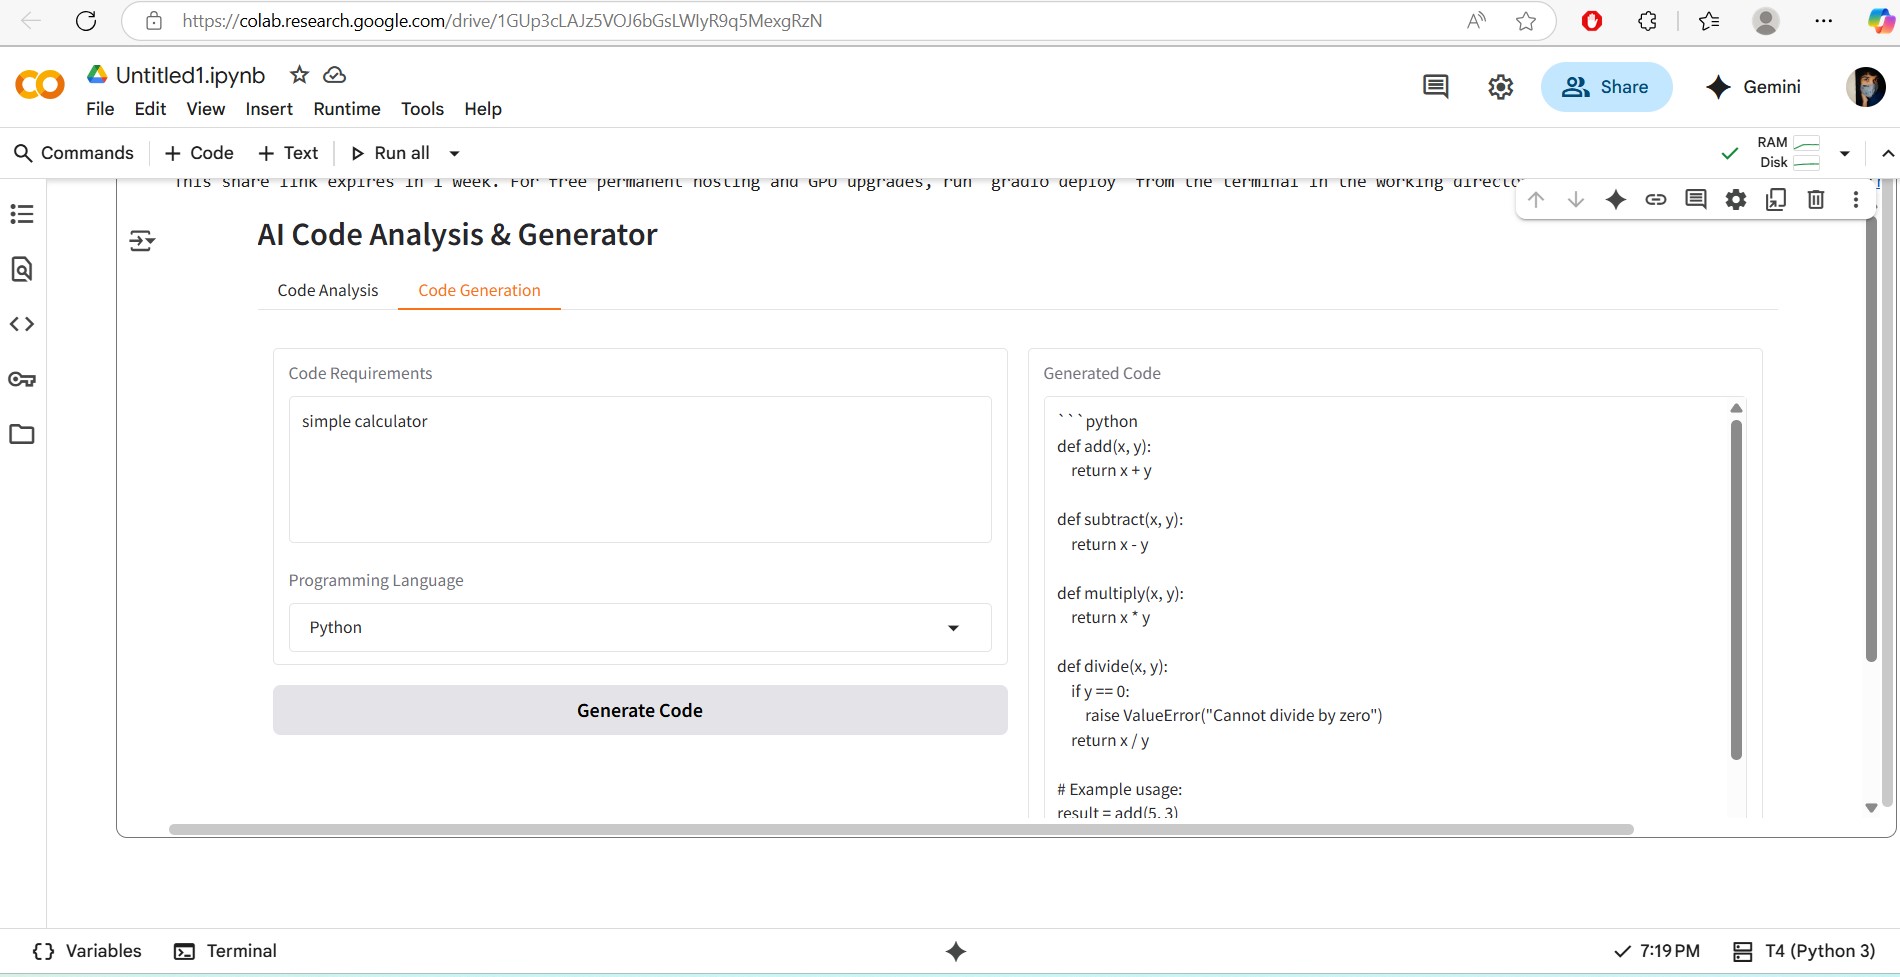 https://colab.research.google.com/drive/1GUp3cLAJz5VOJ6bGsLWIyR9q5MexgRzN
Untitled1.ipynb
File Edit View Insert Runtime Tools Help
Share
Gemini
Commands + Code + Text Run all
RAM
Disk
This share link expires in 1 week. For free permanent hosting and GPU upgrades, run `gradio deploy` from the terminal in the working directo
AI Code Analysis & Generator
Code Analysis Code Generation
Code Requirements
simple calculator
Programming Language
Python
Generate Code
Generated Code
```python
def add(x, y):
    return x + y
def subtract(x, y):
    return x - y
def multiply(x, y):
    return x * y
def divide(x, y):
    if y == 0:
        raise ValueError("Cannot divide by zero")
    return x / y
# Example usage:
result = add(5, 3)
{} Variables Terminal
7:19 PM T4 (Python 3)